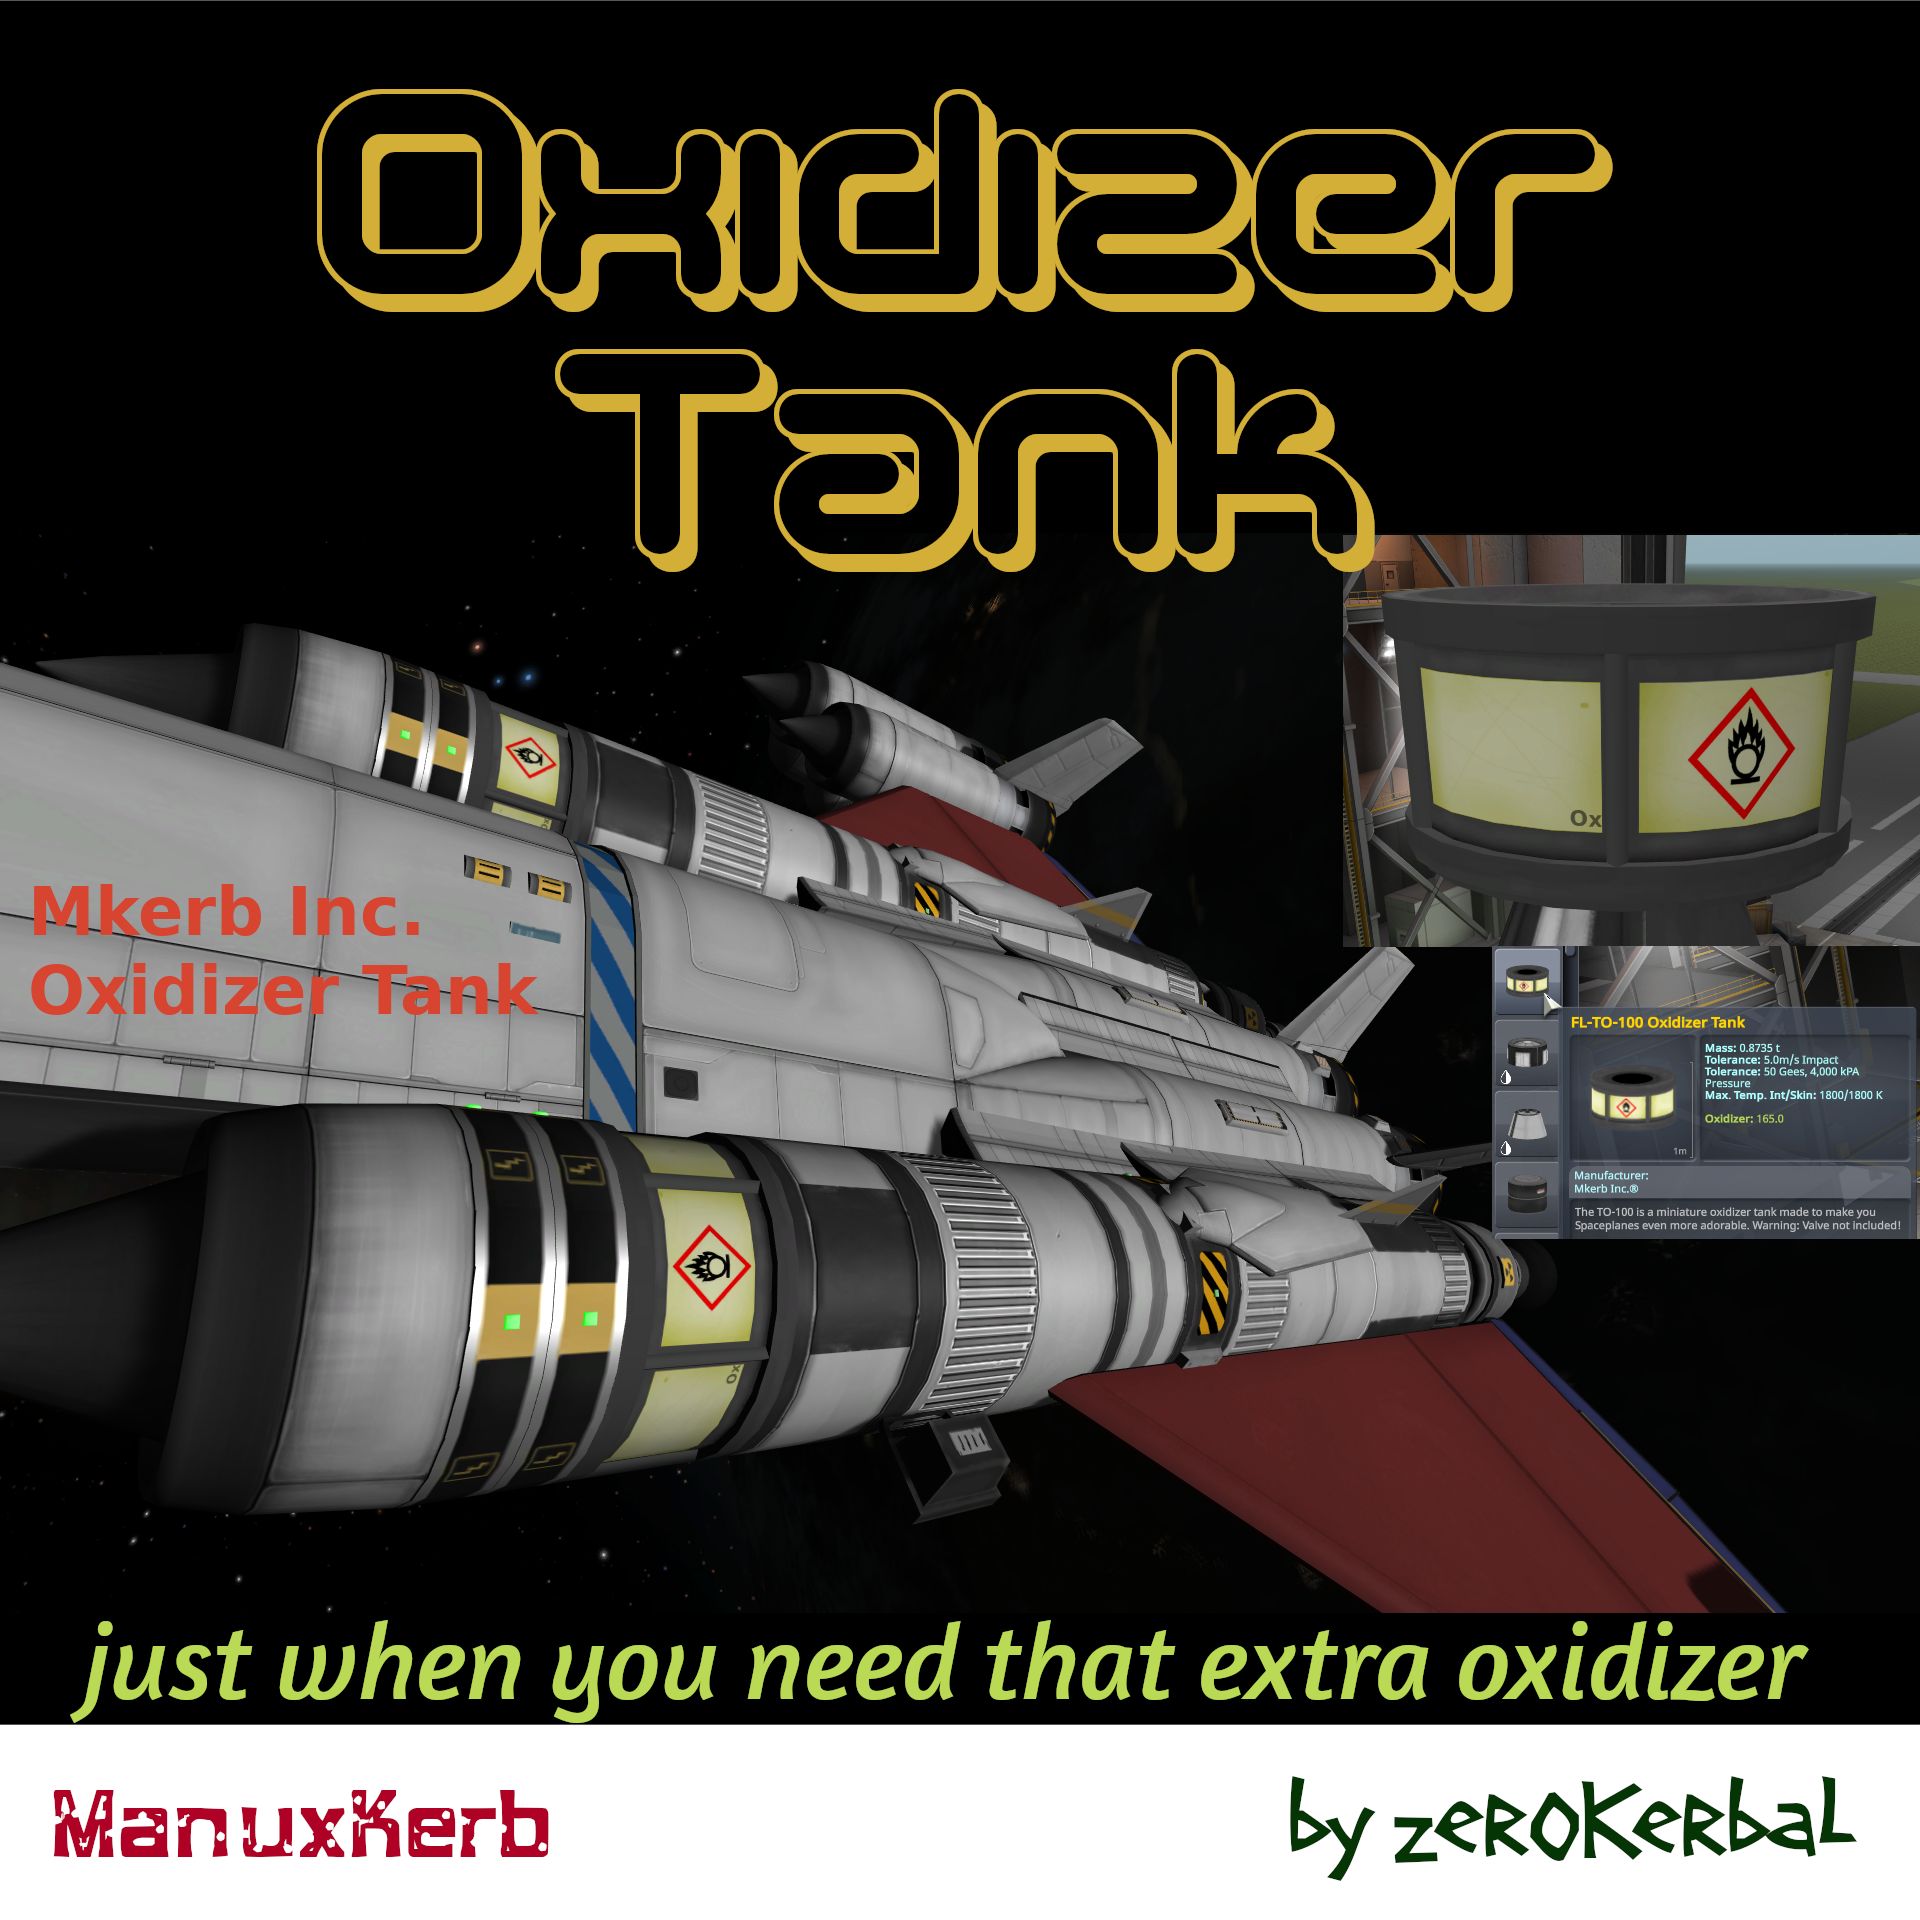 Oxidizer
Tank
Ox
Mkerb Inc.
Oxidizer Tank
FL-TO-100 Oxidizer Tank
Mass: 0.8735 t
Tolerance: 5.0m/s Impact
Tolerance: 50 Gees, 4,000 kPA
Pressure
Max. Temp. Int/Skin: 1800/1800 K
Oxidizer: 165.0
1m
Manufacturer:
Mkerb Inc.®
The TO-100 is a miniature oxidizer tank made to make you
Spaceplanes even more adorable. Warning: Valve not included!
Ox
just when you need that extra oxidizer
ManuxKerb
by zeroKerbal